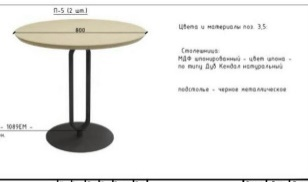 П-5 (2 шт.)
800
Цвета и материалы поз. 3,5:
Столешница:
МДФ шпонированный - цвет шпона -
по типу Дуб Кендал натуральный
подстолье - черное металлическое
- 1089EM -